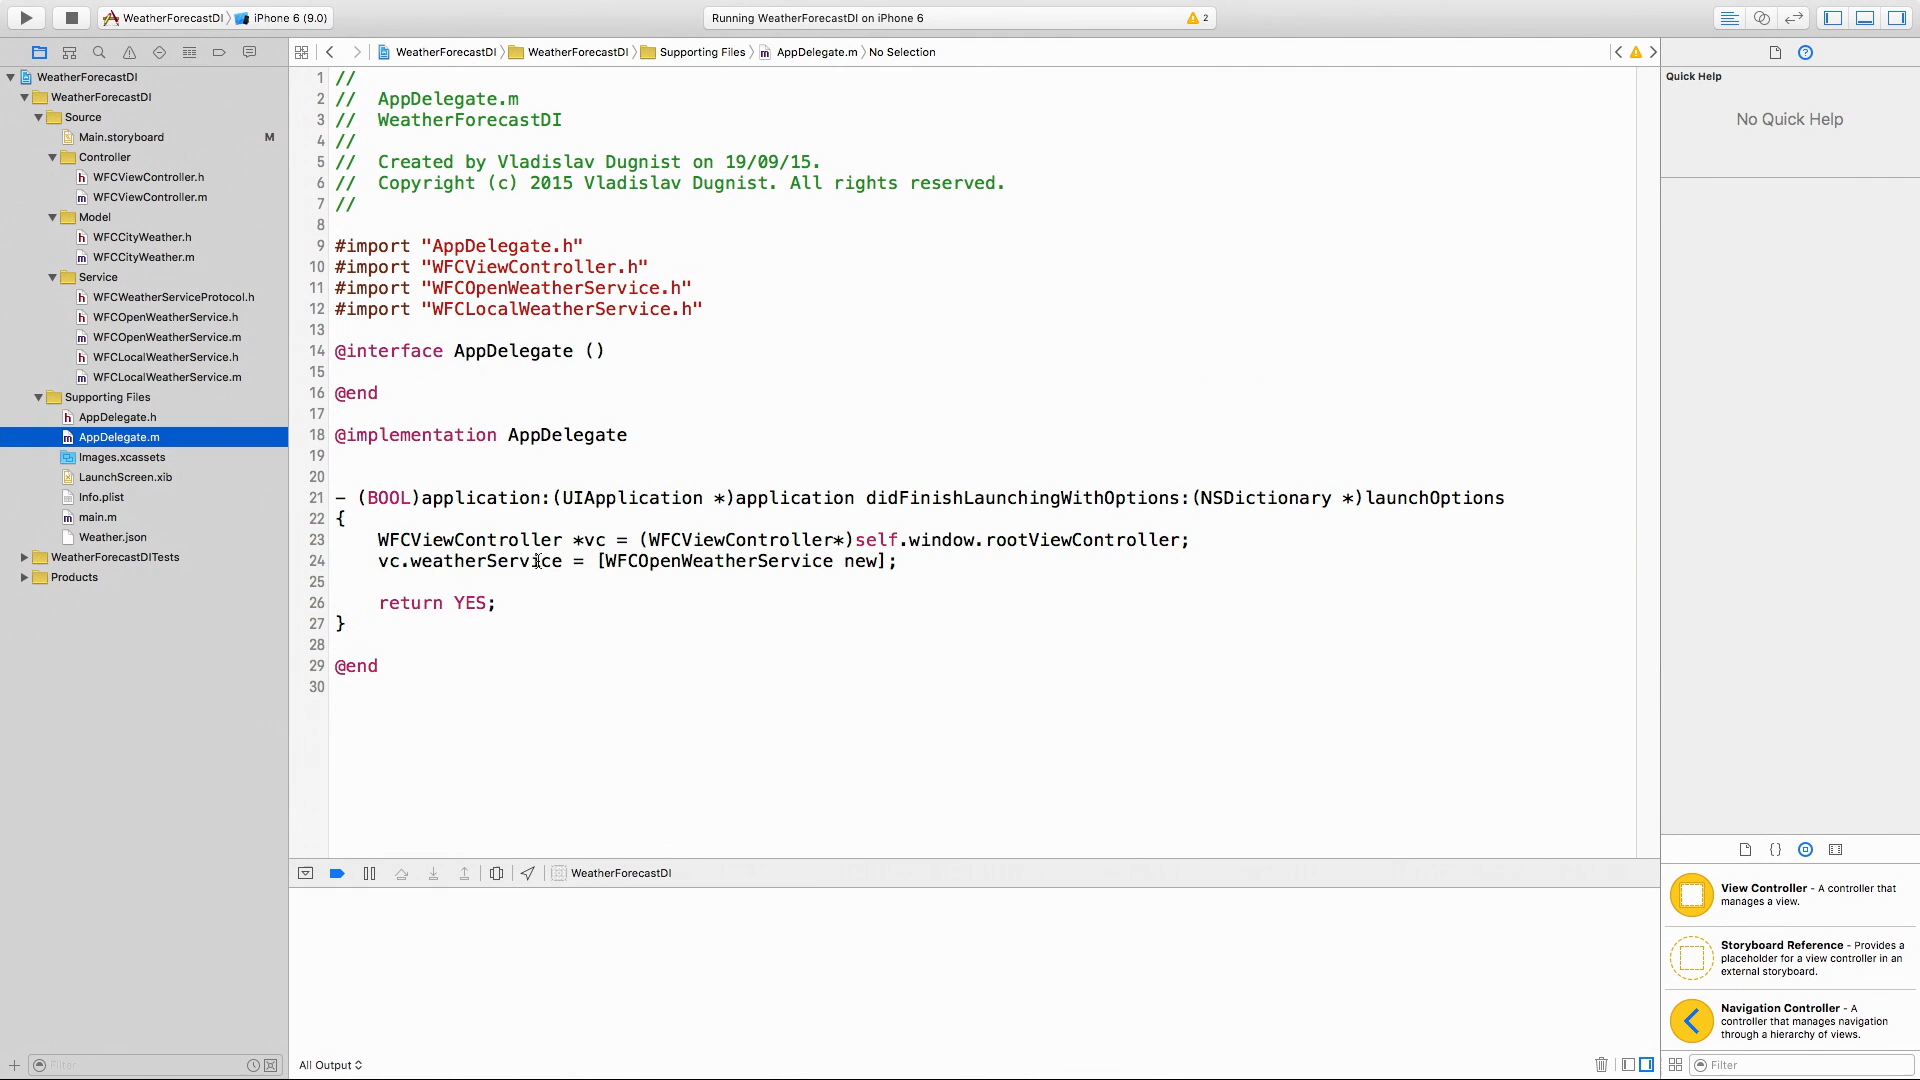 WeatherForecastDI
iPhone 6 (9.0)
Running WeatherForecastDI on iPhone 6
2
WeatherForecastDI
WeatherForecastDI
Supporting Files
AppDelegate.m
No Selection
WeatherForecastDI
WeatherForecastDI
Source
Main.storyboard M
Controller
WFCViewController.h
WFCViewController.m
Model
WFCCityWeather.h
WFCCityWeather.m
Service
WFCWeatherServiceProtocol.h
WFCOpenWeatherService.h
WFCOpenWeatherService.m
WFCLocalWeatherService.h
WFCLocalWeatherService.m
Supporting Files
AppDelegate.h
AppDelegate.m
Images.xcassets
LaunchScreen.xib
Info.plist
main.m
Weather.json
WeatherForecastDITests
Products
Filter
1 //
2 //  AppDelegate.m
3 //  WeatherForecastDI
4 //
5 //  Created by Vladislav Dugnist on 19/09/15.
6 //  Copyright (c) 2015 Vladislav Dugnist. All rights reserved.
7 //
8
9 #import "AppDelegate.h"
10 #import "WFCViewController.h"
11 #import "WFCOpenWeatherService.h"
12 #import "WFCLocalWeatherService.h"
13
14 @interface AppDelegate ()
15
16 @end
17
18 @implementation AppDelegate
19
20
21 - (BOOL)application:(UIApplication *)application didFinishLaunchingWithOptions:(NSDictionary *)launchOptions
22 {
23     WFCViewController *vc = (WFCViewController*)self.window.rootViewController;
24     vc.weatherService = [WFCOpenWeatherService new];
25
26     return YES;
27 }
28
29 @end
30
WeatherForecastDI
All Output
Quick Help
No Quick Help
{}
View Controller - A controller that
manages a view.
Storyboard Reference - Provides a
placeholder for a view controller in an
external storyboard.
Navigation Controller - A
controller that manages navigation
through a hierarchy of views.
Filter